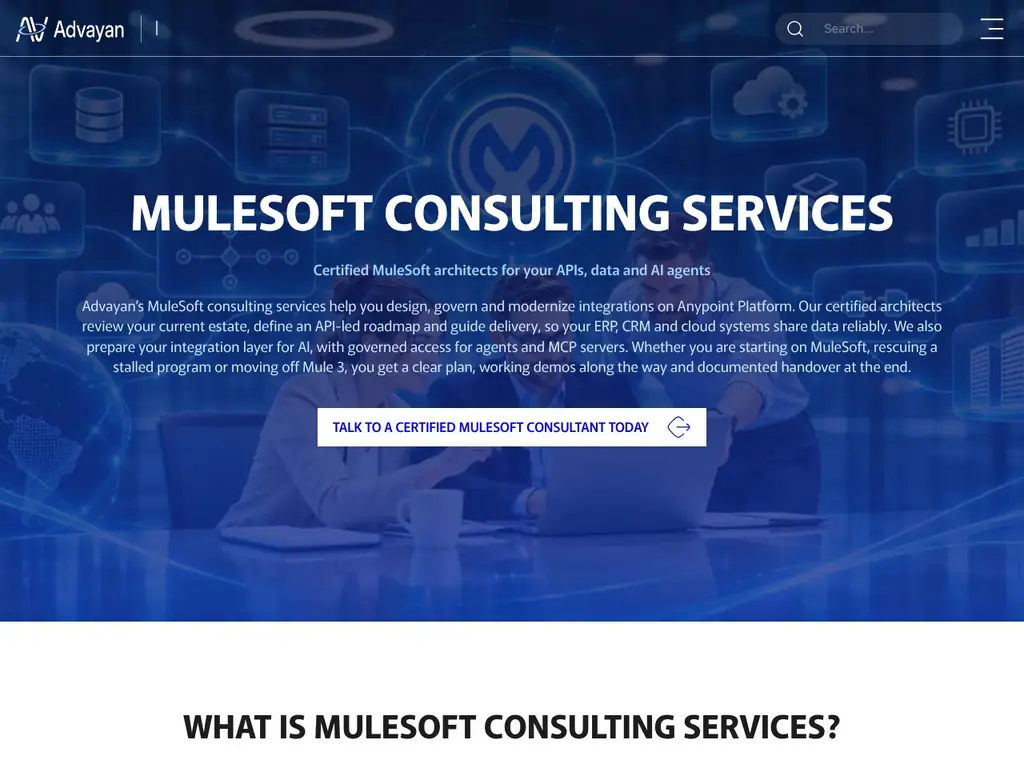 Advayan
Search...
MULESOFT CONSULTING SERVICES
Certified MuleSoft architects for your APIs, data and AI agents
Advayan's MuleSoft consulting services help you design, govern and modernize integrations on Anypoint Platform. Our certified architects
review your current estate, define an API-led roadmap and guide delivery, so your ERP, CRM and cloud systems share data reliably. We also
prepare your integration layer for AI, with governed access for agents and MCP servers. Whether you are starting on MuleSoft, rescuing a
stalled program or moving off Mule 3, you get a clear plan, working demos along the way and documented handover at the end.
TALK TO A CERTIFIED MULESOFT CONSULTANT TODAY
WHAT IS MULESOFT CONSULTING SERVICES?